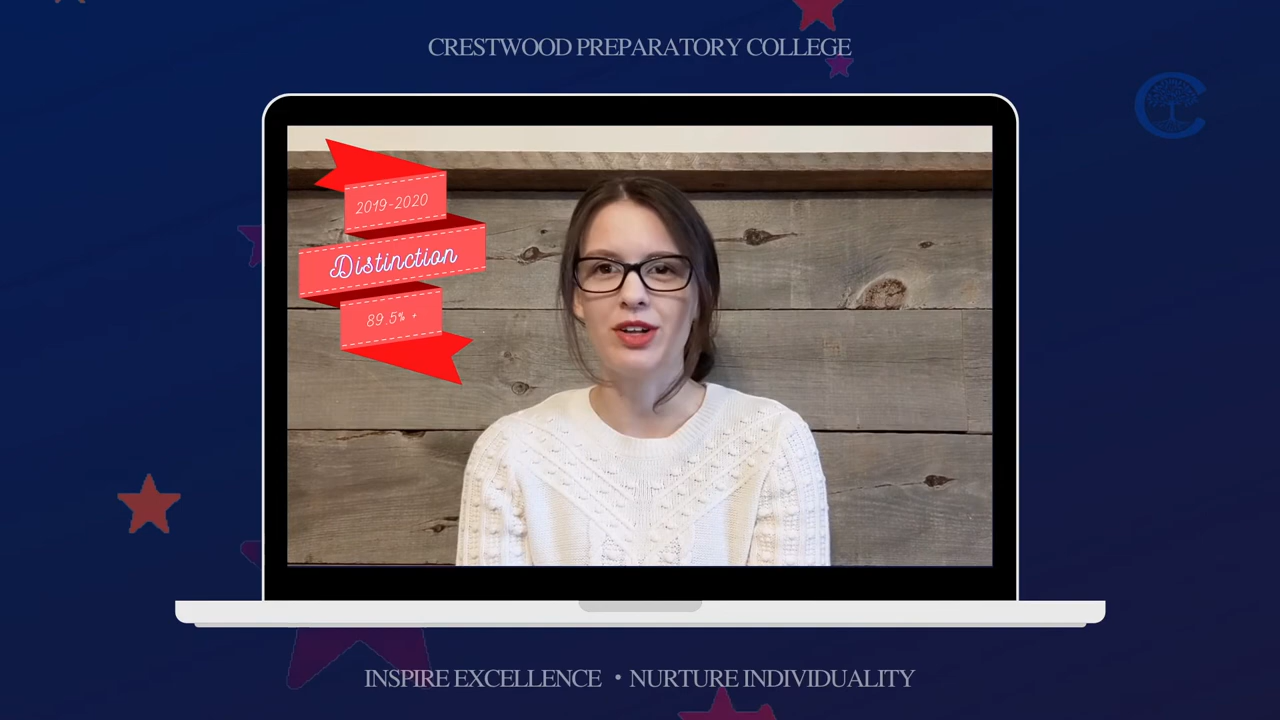 CRESTWOOD PREPARATORY COLLEGE
2019-2020
Distinction
89.5% +
INSPIRE EXCELLENCE • NURTURE INDIVIDUALITY